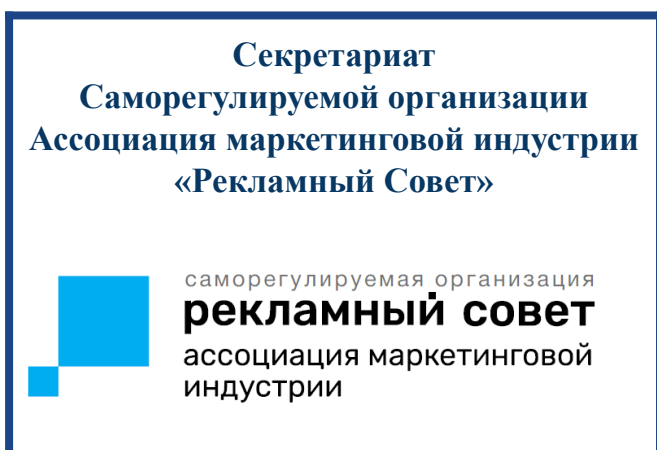 Секретариат
Саморегулируемой организации
Ассоциация маркетинговой индустрии
«Рекламный Совет»
саморегулируемая организация
рекламный совет
ассоциация маркетинговой
индустрии